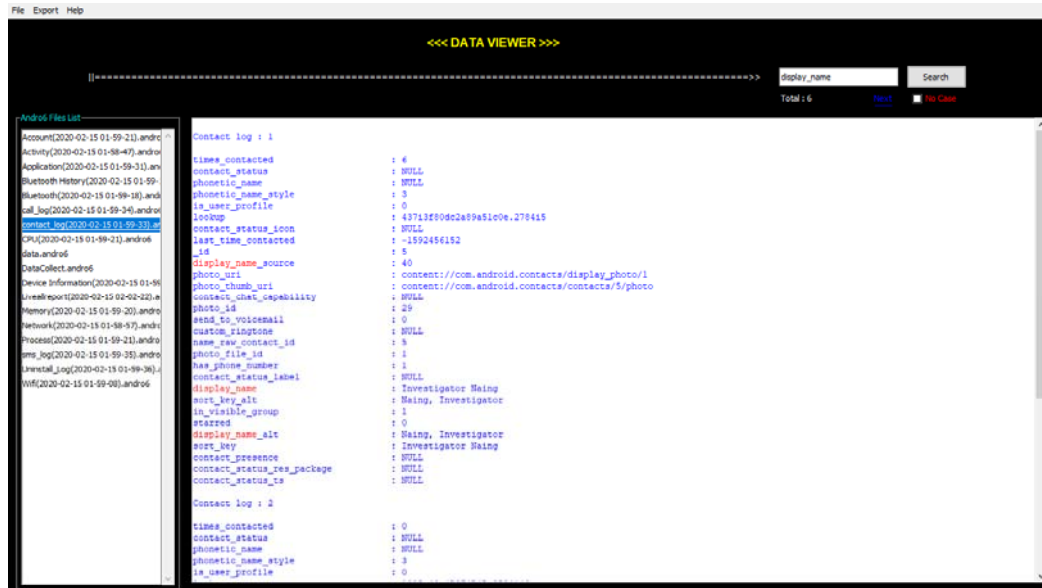 File Export Help
<<< DATA VIEWER >>>
display_name
Search
Total : 6
Next
No Case
Andro6 Files List
Account(2020-02-15 01-59-21).andro
Activity(2020-02-15 01-58-47).andro
Application(2020-02-15 01-59-31).an
Bluetooth History(2020-02-15 01-59-
Bluetooth(2020-02-15 01-59-18).and
call_log(2020-02-15 01-59-34).andro
contact_log(2020-02-15 01-59-33).an
CPU(2020-02-15 01-59-21).andro6
data.andro6
DataCollect.andro6
Device Information(2020-02-15 01-59
Livealreport(2020-02-15 02-02-22).a
Memory(2020-02-15 01-59-20).andro
Network(2020-02-15 01-58-57).andro
Process(2020-02-15 01-59-21).andro
sms_log(2020-02-15 01-59-35).andro
Uninstall_Log(2020-02-15 01-59-36).
Wifi(2020-02-15 01-59-08).andro6
Contact log : 1
times_contacted : 6
contact_status : NULL
phonetic_name : NULL
phonetic_name_style : 3
is_user_profile : 0
lookup : 43713f80dc2a89a51c0e.278415
contact_status_icon : NULL
last_time_contacted : -1592456152
_id : 5
display_name_source : 40
photo_uri : content://com.android.contacts/display_photo/1
photo_thumb_uri : content://com.android.contacts/contacts/5/photo
contact_chat_capability : NULL
photo_id : 29
send_to_voicemail : 0
custom_ringtone : NULL
name_raw_contact_id : 5
photo_file_id : 1
has_phone_number : 1
contact_status_label : NULL
display_name : Investigator Naing
sort_key_alt : Naing, Investigator
in_visible_group : 1
starred : 0
display_name_alt : Naing, Investigator
sort_key : Investigator Naing
contact_presence : NULL
contact_status_res_package : NULL
contact_status_ts : NULL
Contact log : 2
times_contacted : 0
contact_status : NULL
phonetic_name : NULL
phonetic_name_style : 3
is_user_profile : 0